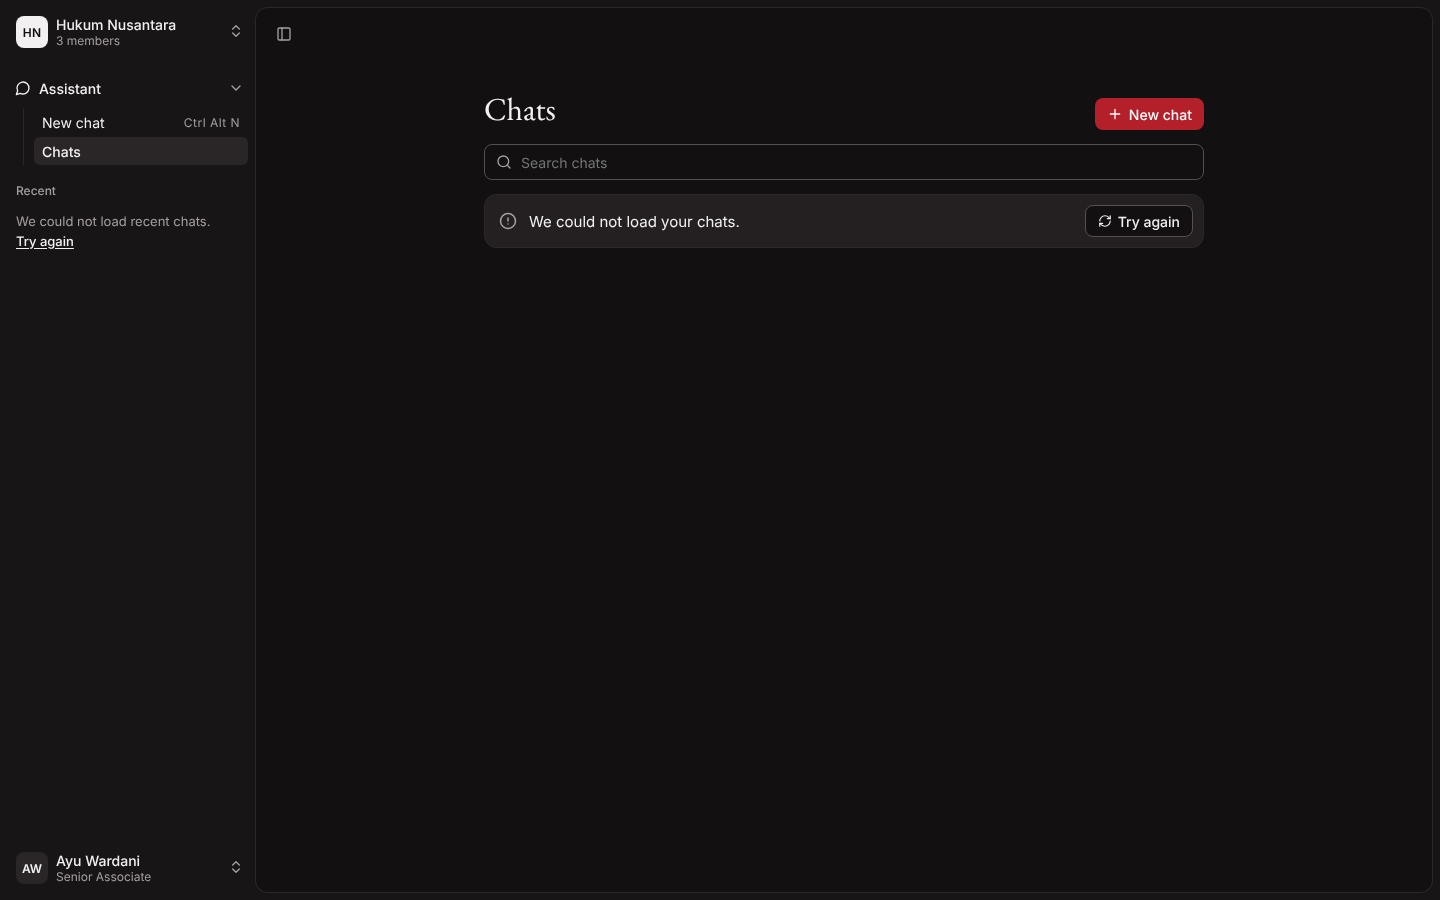 HN
Hukum Nusantara
3 members
Assistant
New chat Ctrl Alt N
Chats
Recent
We could not load recent chats.
Try again
AW
Ayu Wardani
Senior Associate
Chats
New chat
Search chats
We could not load your chats.
Try again